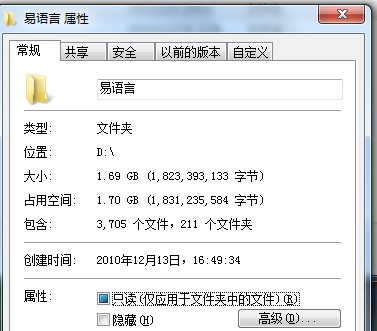 易语言 属性
常规 共享 安全 以前的版本 自定义
易语言
类型: 文件夹
位置: D:\
大小: 1.69 GB (1,823,393,133 字节)
占用空间: 1.70 GB (1,831,235,584 字节)
包含: 3,705 个文件，211 个文件夹
创建时间: 2010年12月13日，16:49:34
属性: 只读(仅应用于文件夹中的文件)(R)
隐藏(H) 高级(D)...